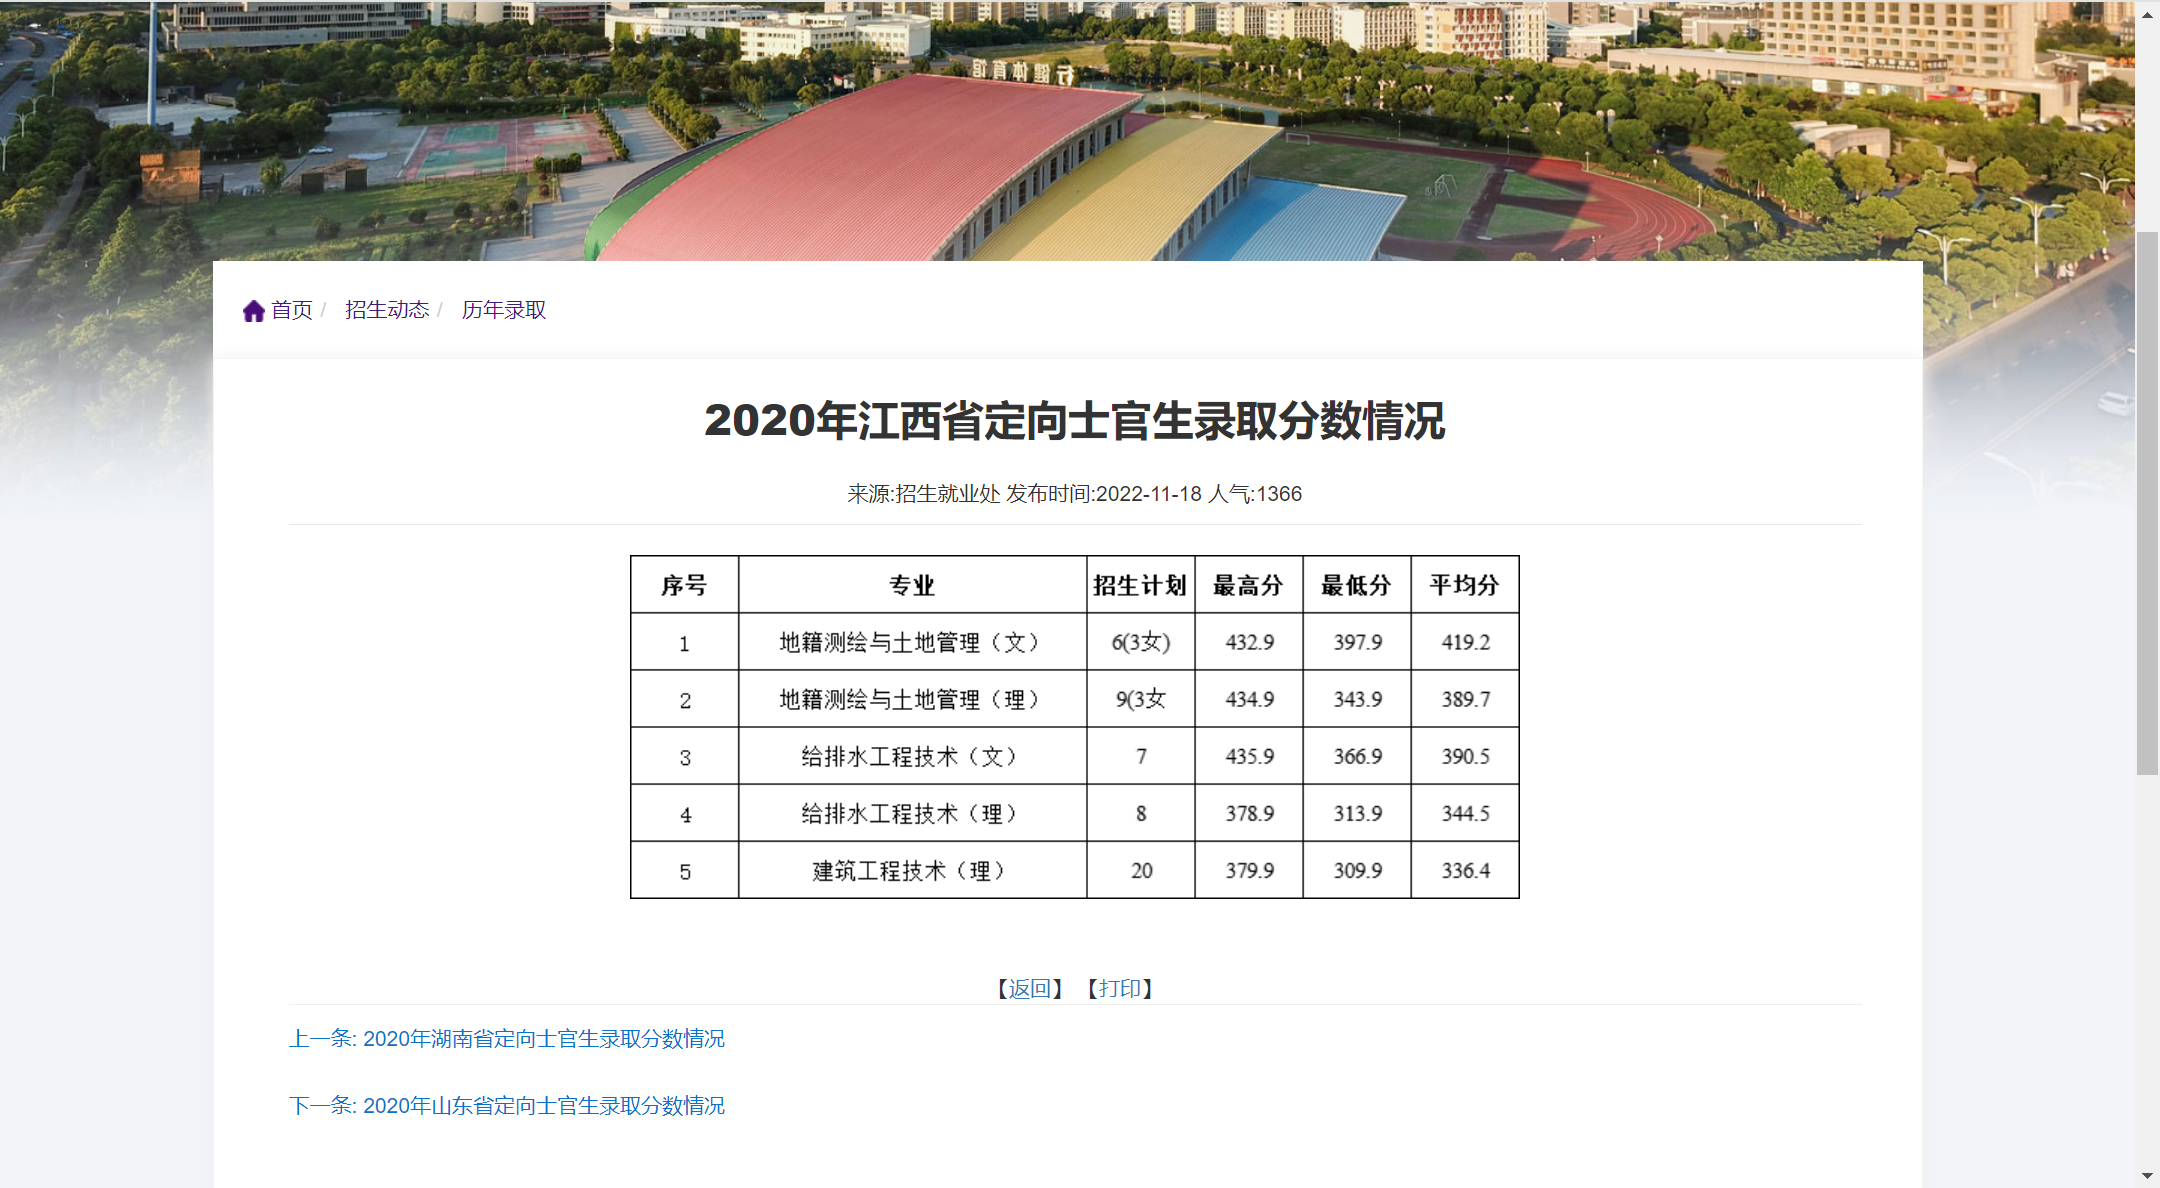 行健体育馆
首页 / 招生动态 / 历年录取
2020年江西省定向士官生录取分数情况
来源:招生就业处 发布时间:2022-11-18 人气:1366
序号 专业 招生计划 最高分 最低分 平均分
1 地籍测绘与土地管理（文） 6(3女) 432.9 397.9 419.2
2 地籍测绘与土地管理（理） 9(3女 434.9 343.9 389.7
3 给排水工程技术（文） 7 435.9 366.9 390.5
4 给排水工程技术（理） 8 378.9 313.9 344.5
5 建筑工程技术（理） 20 379.9 309.9 336.4
【返回】 【打印】
上一条: 2020年湖南省定向士官生录取分数情况
下一条: 2020年山东省定向士官生录取分数情况